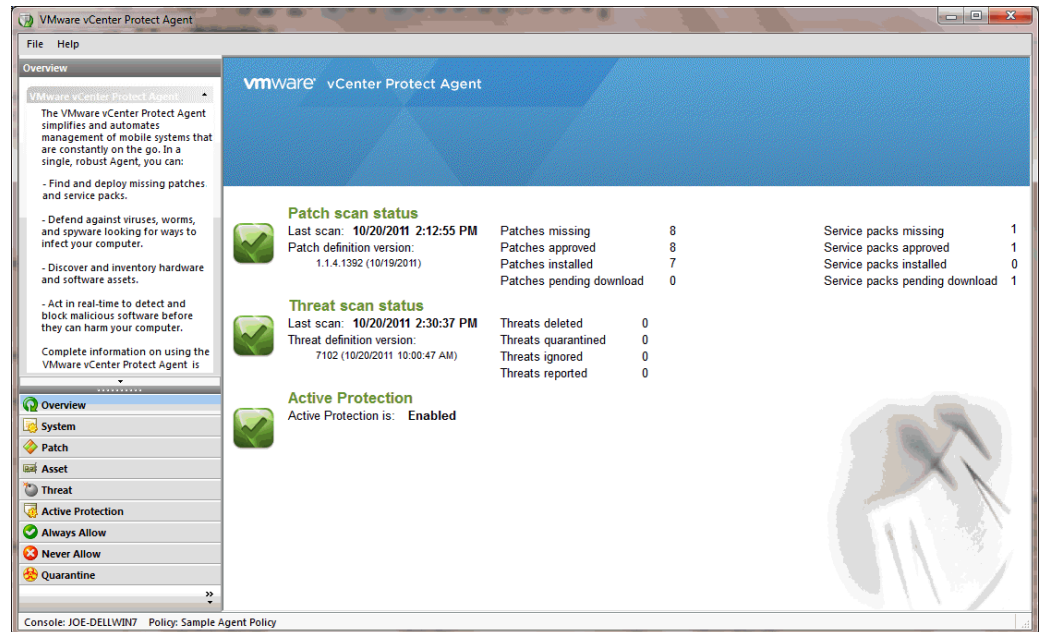 VMware vCenter Protect Agent
File Help
Overview
VMware vCenter Protect Agent
The VMware vCenter Protect Agent
simplifies and automates
management of mobile systems that
are constantly on the go. In a
single, robust Agent, you can:
- Find and deploy missing patches
and service packs.
- Defend against viruses, worms,
and spyware looking for ways to
infect your computer.
- Discover and inventory hardware
and software assets.
- Act in real-time to detect and
block malicious software before
they can harm your computer.
Complete information on using the
VMware vCenter Protect Agent is
Overview
System
Patch
Asset
Threat
Active Protection
Always Allow
Never Allow
Quarantine
vmware® vCenter Protect Agent
Patch scan status
Last scan: 10/20/2011 2:12:55 PM
Patch definition version:
1.1.4.1392 (10/19/2011)
Patches missing 8
Patches approved 8
Patches installed 7
Patches pending download 0
Service packs missing 1
Service packs approved 1
Service packs installed 0
Service packs pending download 1
Threat scan status
Last scan: 10/20/2011 2:30:37 PM
Threat definition version:
7102 (10/20/2011 10:00:47 AM)
Threats deleted 0
Threats quarantined 0
Threats ignored 0
Threats reported 0
Active Protection
Active Protection is: Enabled
Console: JOE-DELLWIN7 Policy: Sample Agent Policy